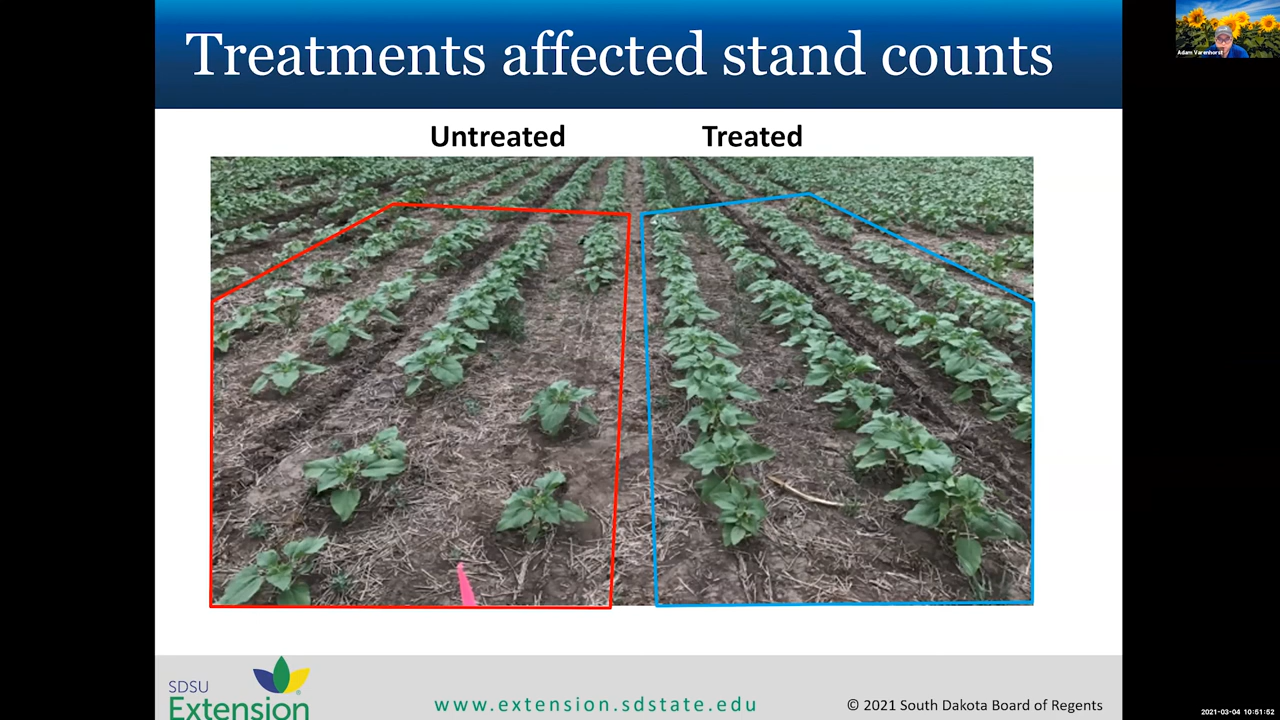 Treatments affected stand counts
Adam Varenhorst
Untreated
Treated
SDSU
Extension
www.extension.sdstate.edu
© 2021 South Dakota Board of Regents
2021-03-04 10:51:52